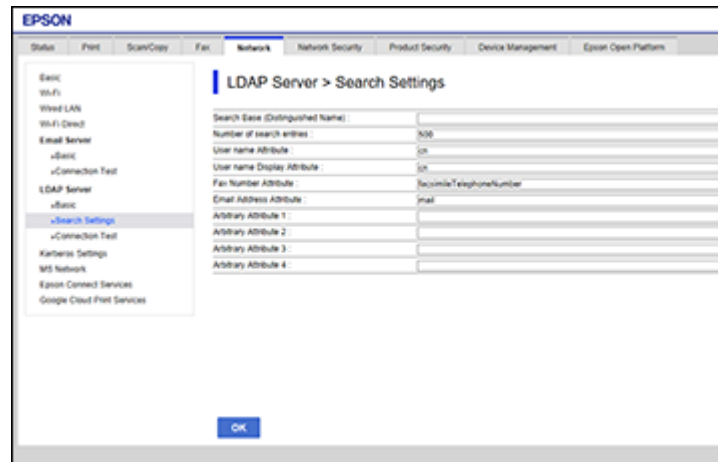 EPSON
Status Print Scan/Copy Fax Network Network Security Product Security Device Management Epson Open Platform
Basic
Wi-Fi
Wired LAN
Wi-Fi Direct
Email Server
»Basic
»Connection Test
LDAP Server
»Basic
»Search Settings
»Connection Test
Kerberos Settings
MS Network
Epson Connect Services
Google Cloud Print Services
LDAP Server > Search Settings
Search Base (Distinguished Name) :
Number of search entries : 500
User name Attribute : cn
User name Display Attribute : cn
Fax Number Attribute : facsimileTelephoneNumber
Email Address Attribute : mail
Arbitrary Attribute 1 :
Arbitrary Attribute 2 :
Arbitrary Attribute 3 :
Arbitrary Attribute 4 :
OK